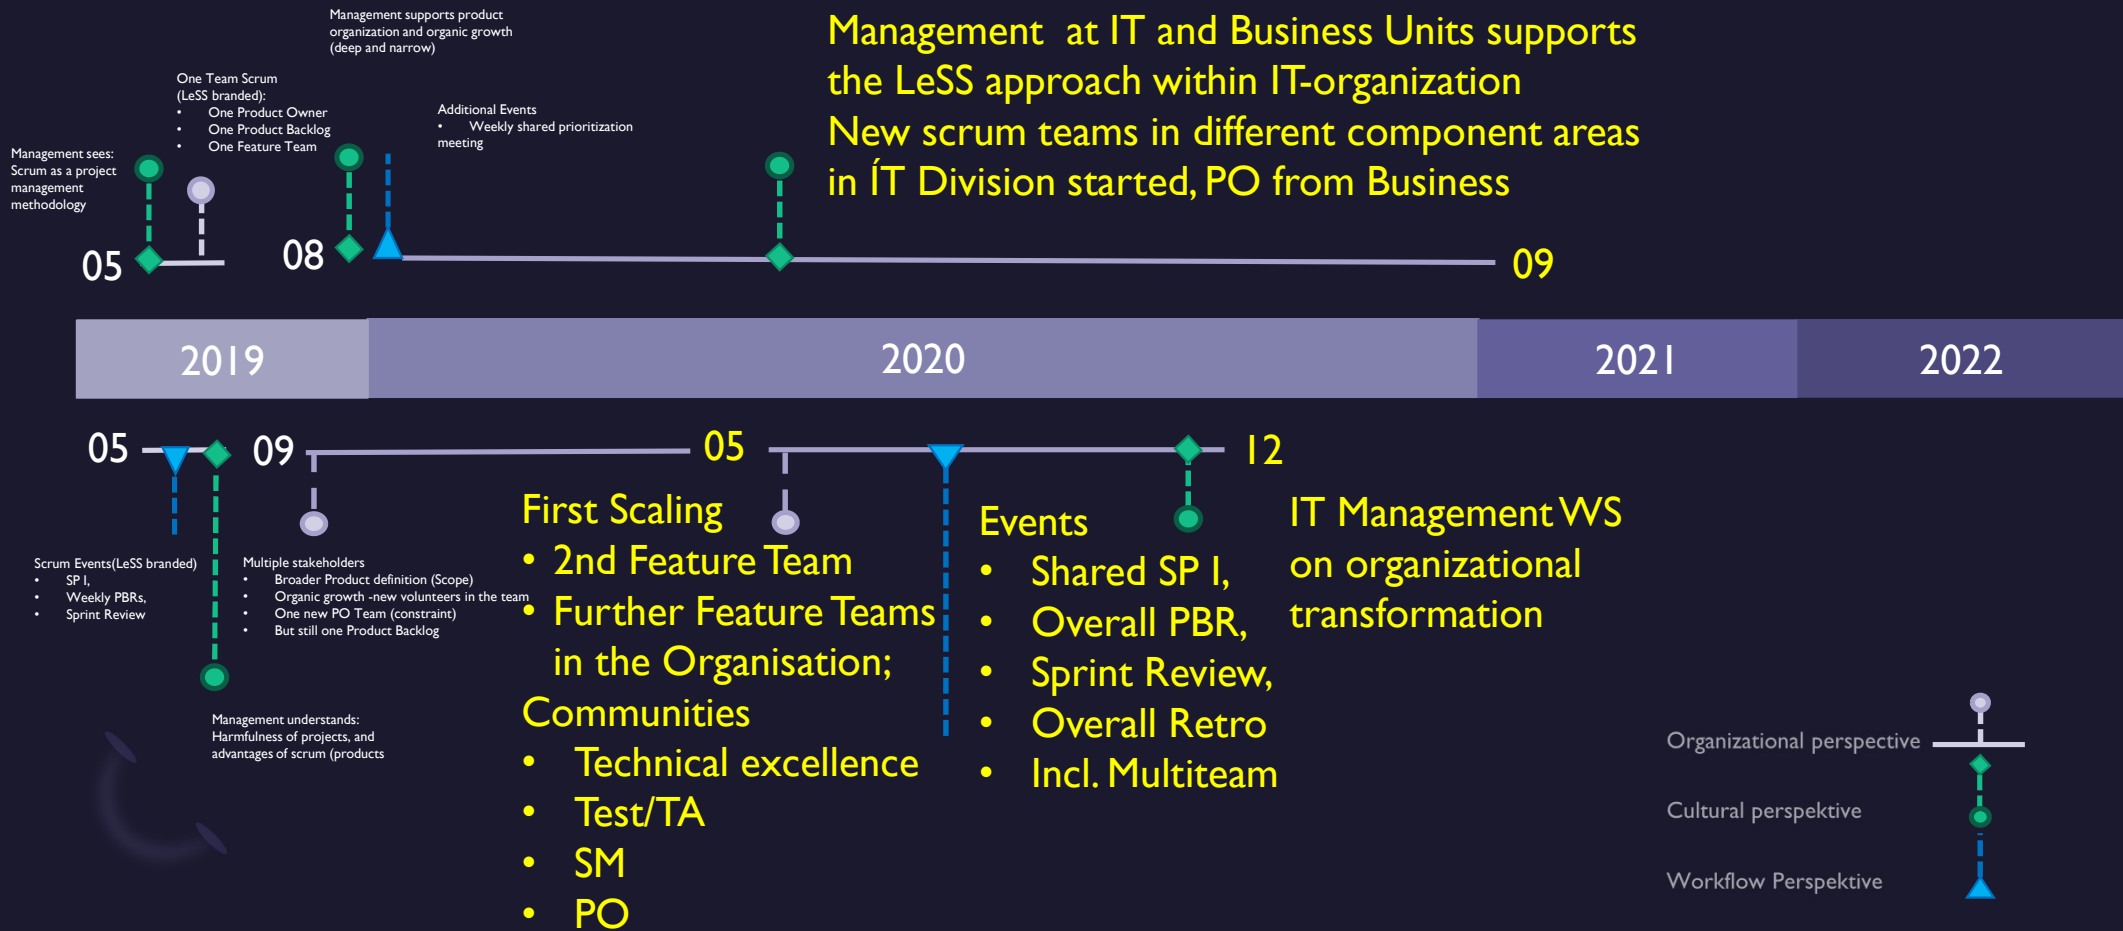 Management supports product
organization and organic growth
(deep and narrow)
Management at IT and Business Units supports
the LeSS approach within IT-organization
New scrum teams in different component areas
in ÍT Division started, PO from Business
One Team Scrum
(LeSS branded):
• One Product Owner
• One Product Backlog
• One Feature Team
Additional Events
• Weekly shared prioritization
meeting
Management sees:
Scrum as a project
management
methodology
05
08
09
2019
2020
2021
2022
05
09
05
12
Scrum Events(LeSS branded)
• SP I,
• Weekly PBRs,
• Sprint Review
Multiple stakeholders
• Broader Product definition (Scope)
• Organic growth -new volunteers in the team
• One new PO Team (constraint)
• But still one Product Backlog
Management understands:
Harmfulness of projects, and
advantages of scrum (products
First Scaling
• 2nd Feature Team
• Further Feature Teams
in the Organisation;
Communities
• Technical excellence
• Test/TA
• SM
• PO
Events
• Shared SP I,
• Overall PBR,
• Sprint Review,
• Overall Retro
• Incl. Multiteam
IT Management WS
on organizational
transformation
Organizational perspective
Cultural perspektive
Workflow Perspektive